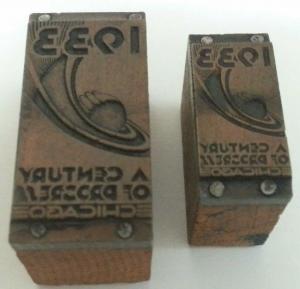 1933
A CENTURY
OF PROGRESS
CHICAGO
1933
A CENTURY
OF PROGRESS
CHICAGO